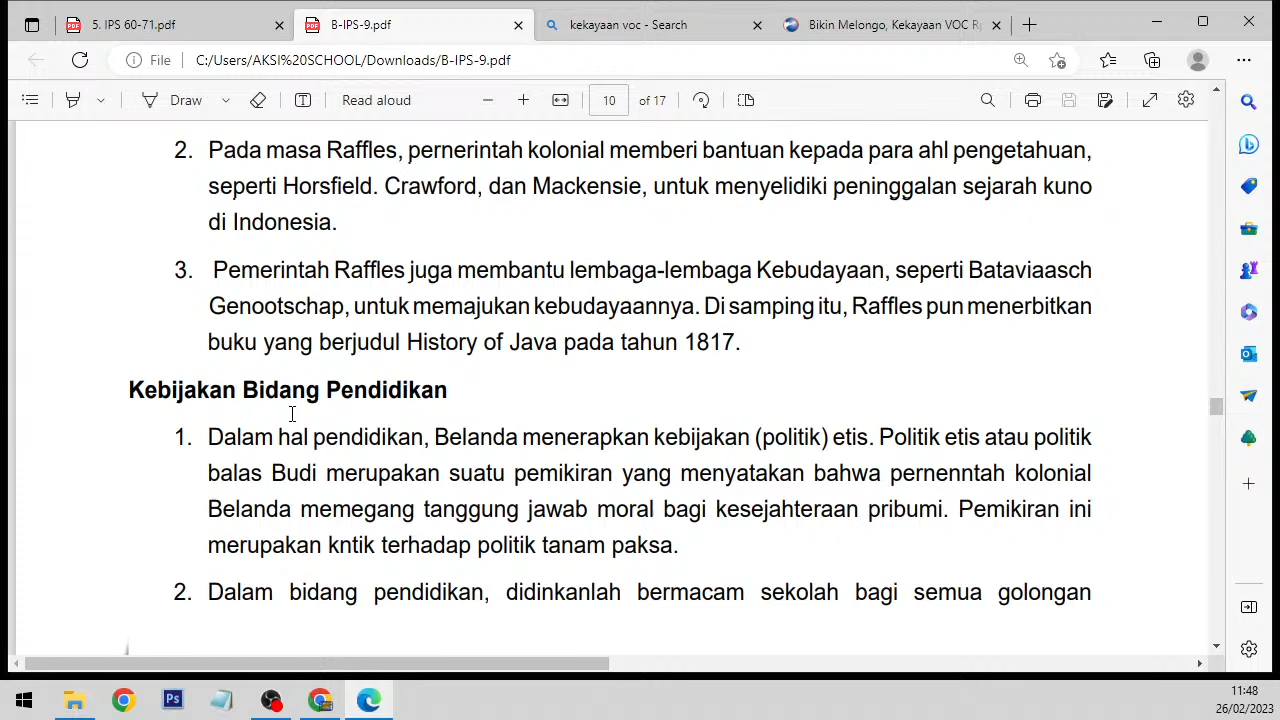 5. IPS 60-71.pdf
B-IPS-9.pdf
kekayaan voc - Search
Bikin Melongo, Kekayaan VOC Rp
File
C:/Users/AKSI%20SCHOOL/Downloads/B-IPS-9.pdf
Draw
Read aloud
10 of 17
2. Pada masa Raffles, pernerintah kolonial memberi bantuan kepada para ahl pengetahuan,
seperti Horsfield. Crawford, dan Mackensie, untuk menyelidiki peninggalan sejarah kuno
di Indonesia.
3. Pemerintah Raffles juga membantu lembaga-lembaga Kebudayaan, seperti Bataviaasch
Genootschap, untuk memajukan kebudayaannya. Di samping itu, Raffles pun menerbitkan
buku yang berjudul History of Java pada tahun 1817.
Kebijakan Bidang Pendidikan
1. Dalam hal pendidikan, Belanda menerapkan kebijakan (politik) etis. Politik etis atau politik
balas Budi merupakan suatu pemikiran yang menyatakan bahwa pernenntah kolonial
Belanda memegang tanggung jawab moral bagi kesejahteraan pribumi. Pemikiran ini
merupakan kntik terhadap politik tanam paksa.
2. Dalam bidang pendidikan, didinkanlah bermacam sekolah bagi semua golongan
Ps
11:48
26/02/2023